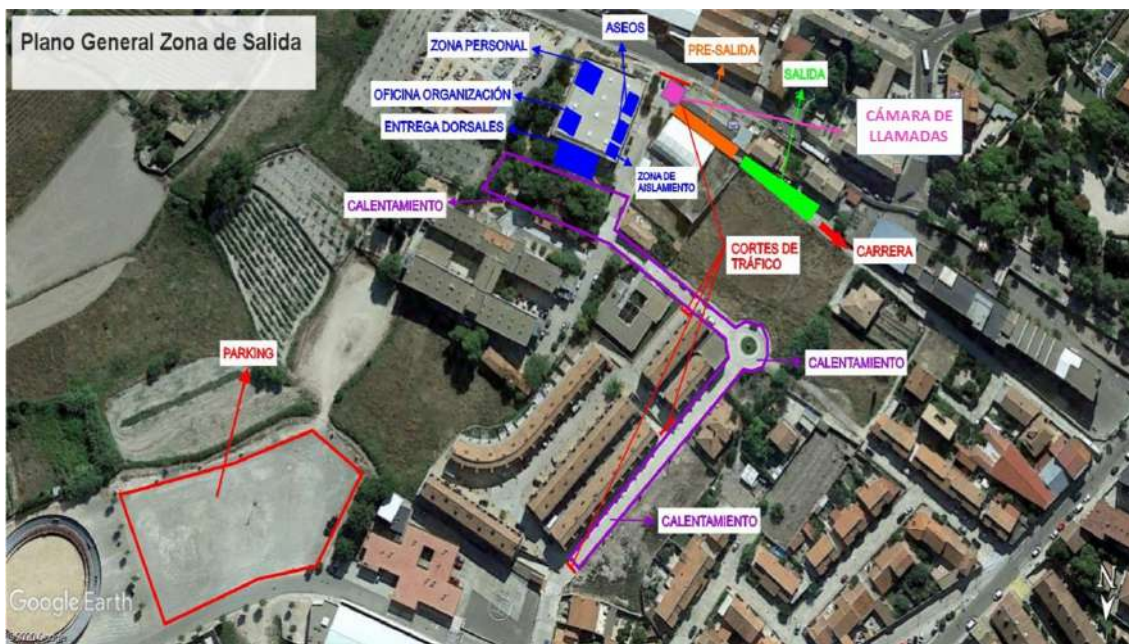 Plano General Zona de Salida
ASEOS
ZONA PERSONAL
PRE-SALIDA
SALIDA
OFICINA ORGANIZACIÓN
CÁMARA DE
LLAMADAS
ENTREGA DORSALES
ZONA DE
AISLAMIENTO
CALENTAMIENTO
CORTES DE
TRÁFICO
CARRERA
PARKING
CALENTAMIENTO
CALENTAMIENTO
N
Google Earth